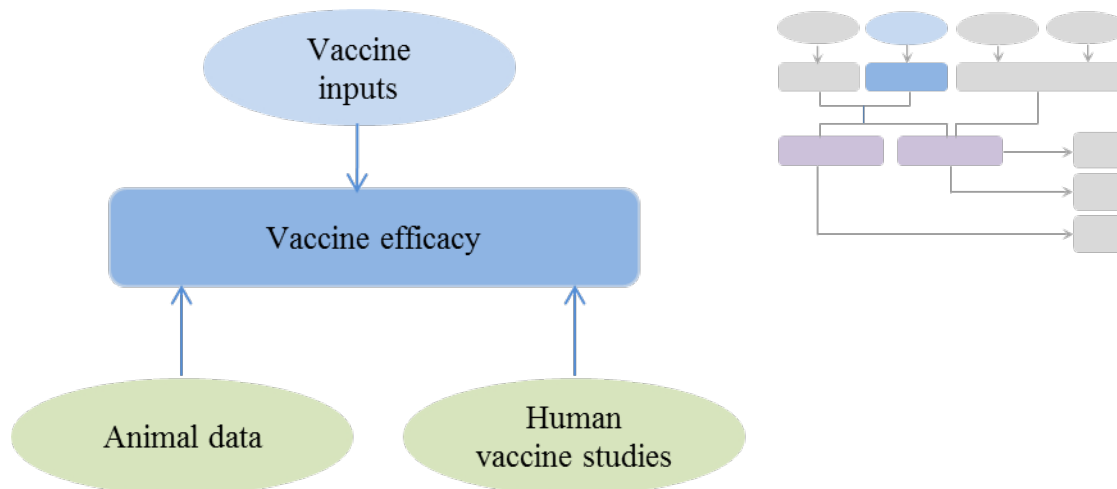 Vaccine
inputs
Vaccine efficacy
Animal data
Human
vaccine studies